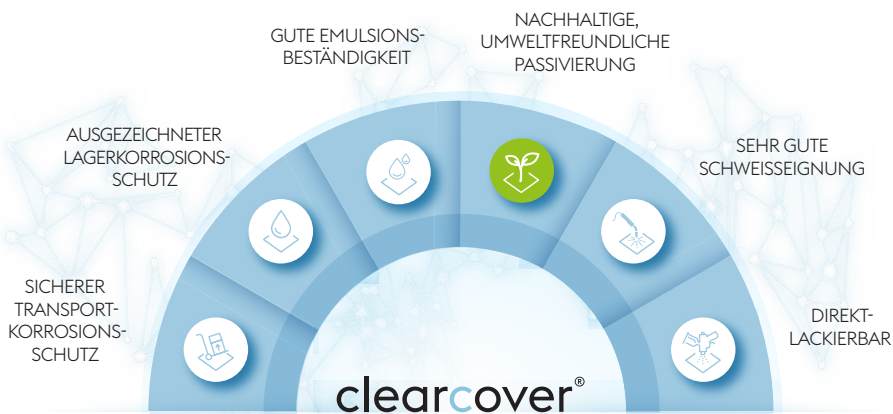 GUTE EMULSIONS-
BESTÄNDIGKEIT
NACHHALTIGE,
UMWELTFREUNDLICHE
PASSIVIERUNG
AUSGEZEICHNETER
LAGERKORROSIONS-
SCHUTZ
SEHR GUTE
SCHWEISSEIGNUNG
SICHERER
TRANSPORT-
KORROSIONS-
SCHUTZ
DIREKT-
LACKIERBAR
clearcover®